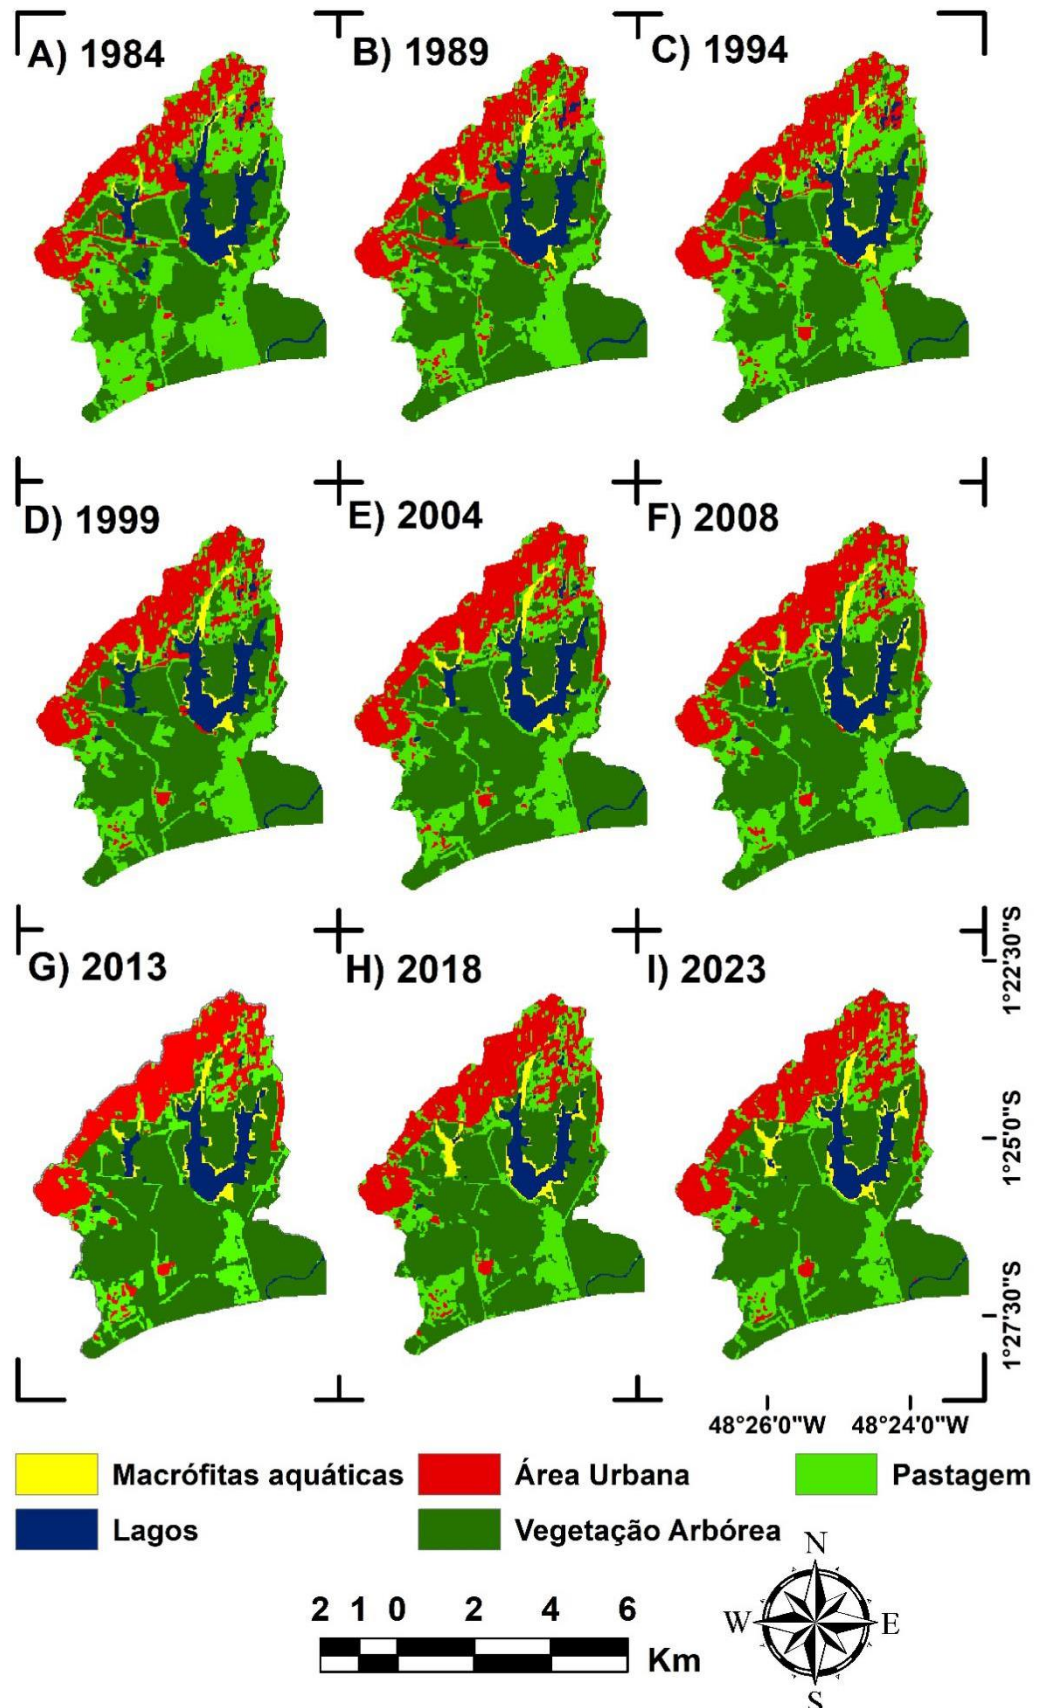 A) 1984
B) 1989
C) 1994
D) 1999
E) 2004
F) 2008
G) 2013
H) 2018
I) 2023
1°22'30"S
1°25'0"S
1°27'30"S
48°26'0"W 48°24'0"W
Macrófitas aquáticas Área Urbana Pastagem
Lagos Vegetação Arbórea
2 1 0 2 4 6
Km
N
W E
S